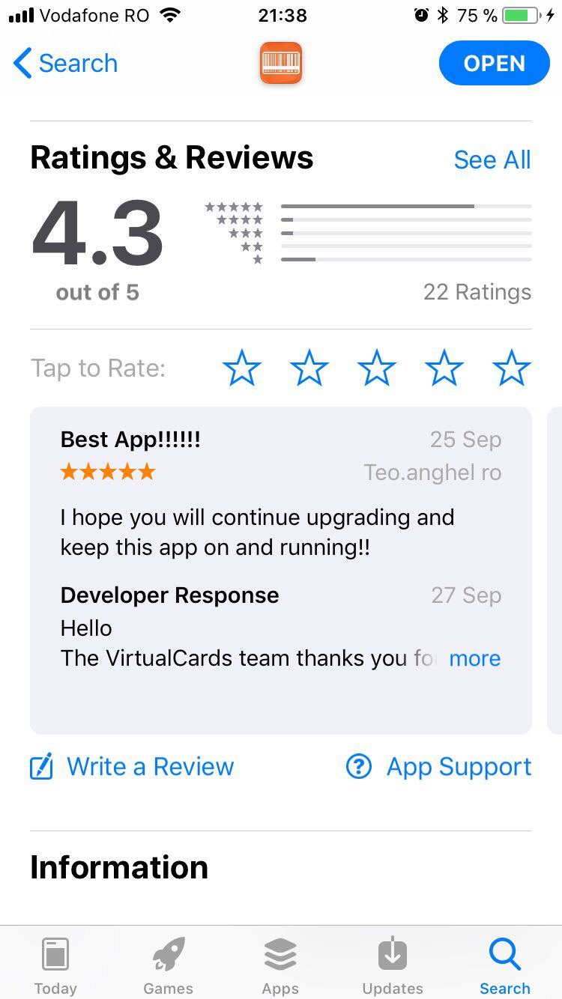 Vodafone RO 21:38 75 %
Search OPEN
Ratings & Reviews See All
4.3
out of 5 22 Ratings
Tap to Rate:
Best App!!!!!! 25 Sep
Teo.anghel ro
I hope you will continue upgrading and
keep this app on and running!!
Developer Response 27 Sep
Hello
The VirtualCards team thanks you fo more
Write a Review App Support
Information
Today Games Apps Updates Search